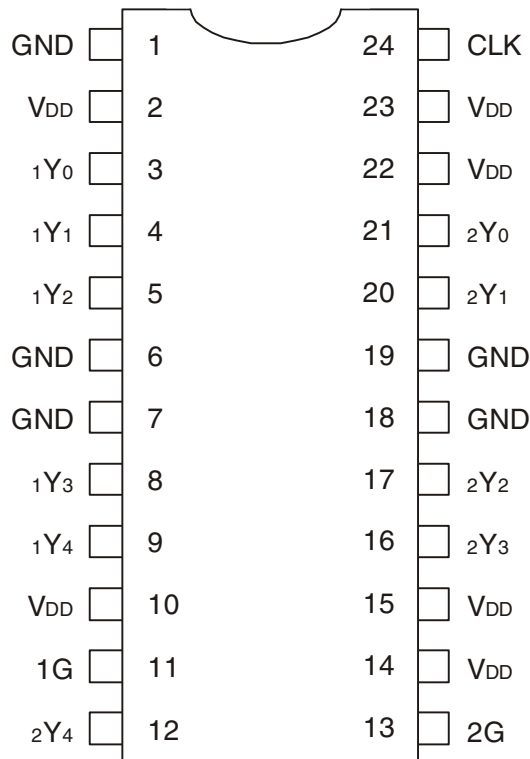 GND 1 24 CLK
VDD 2 23 VDD
1Y0 3 22 VDD
1Y1 4 21 2Y0
1Y2 5 20 2Y1
GND 6 19 GND
GND 7 18 GND
1Y3 8 17 2Y2
1Y4 9 16 2Y3
VDD 10 15 VDD
1G 11 14 VDD
2Y4 12 13 2G